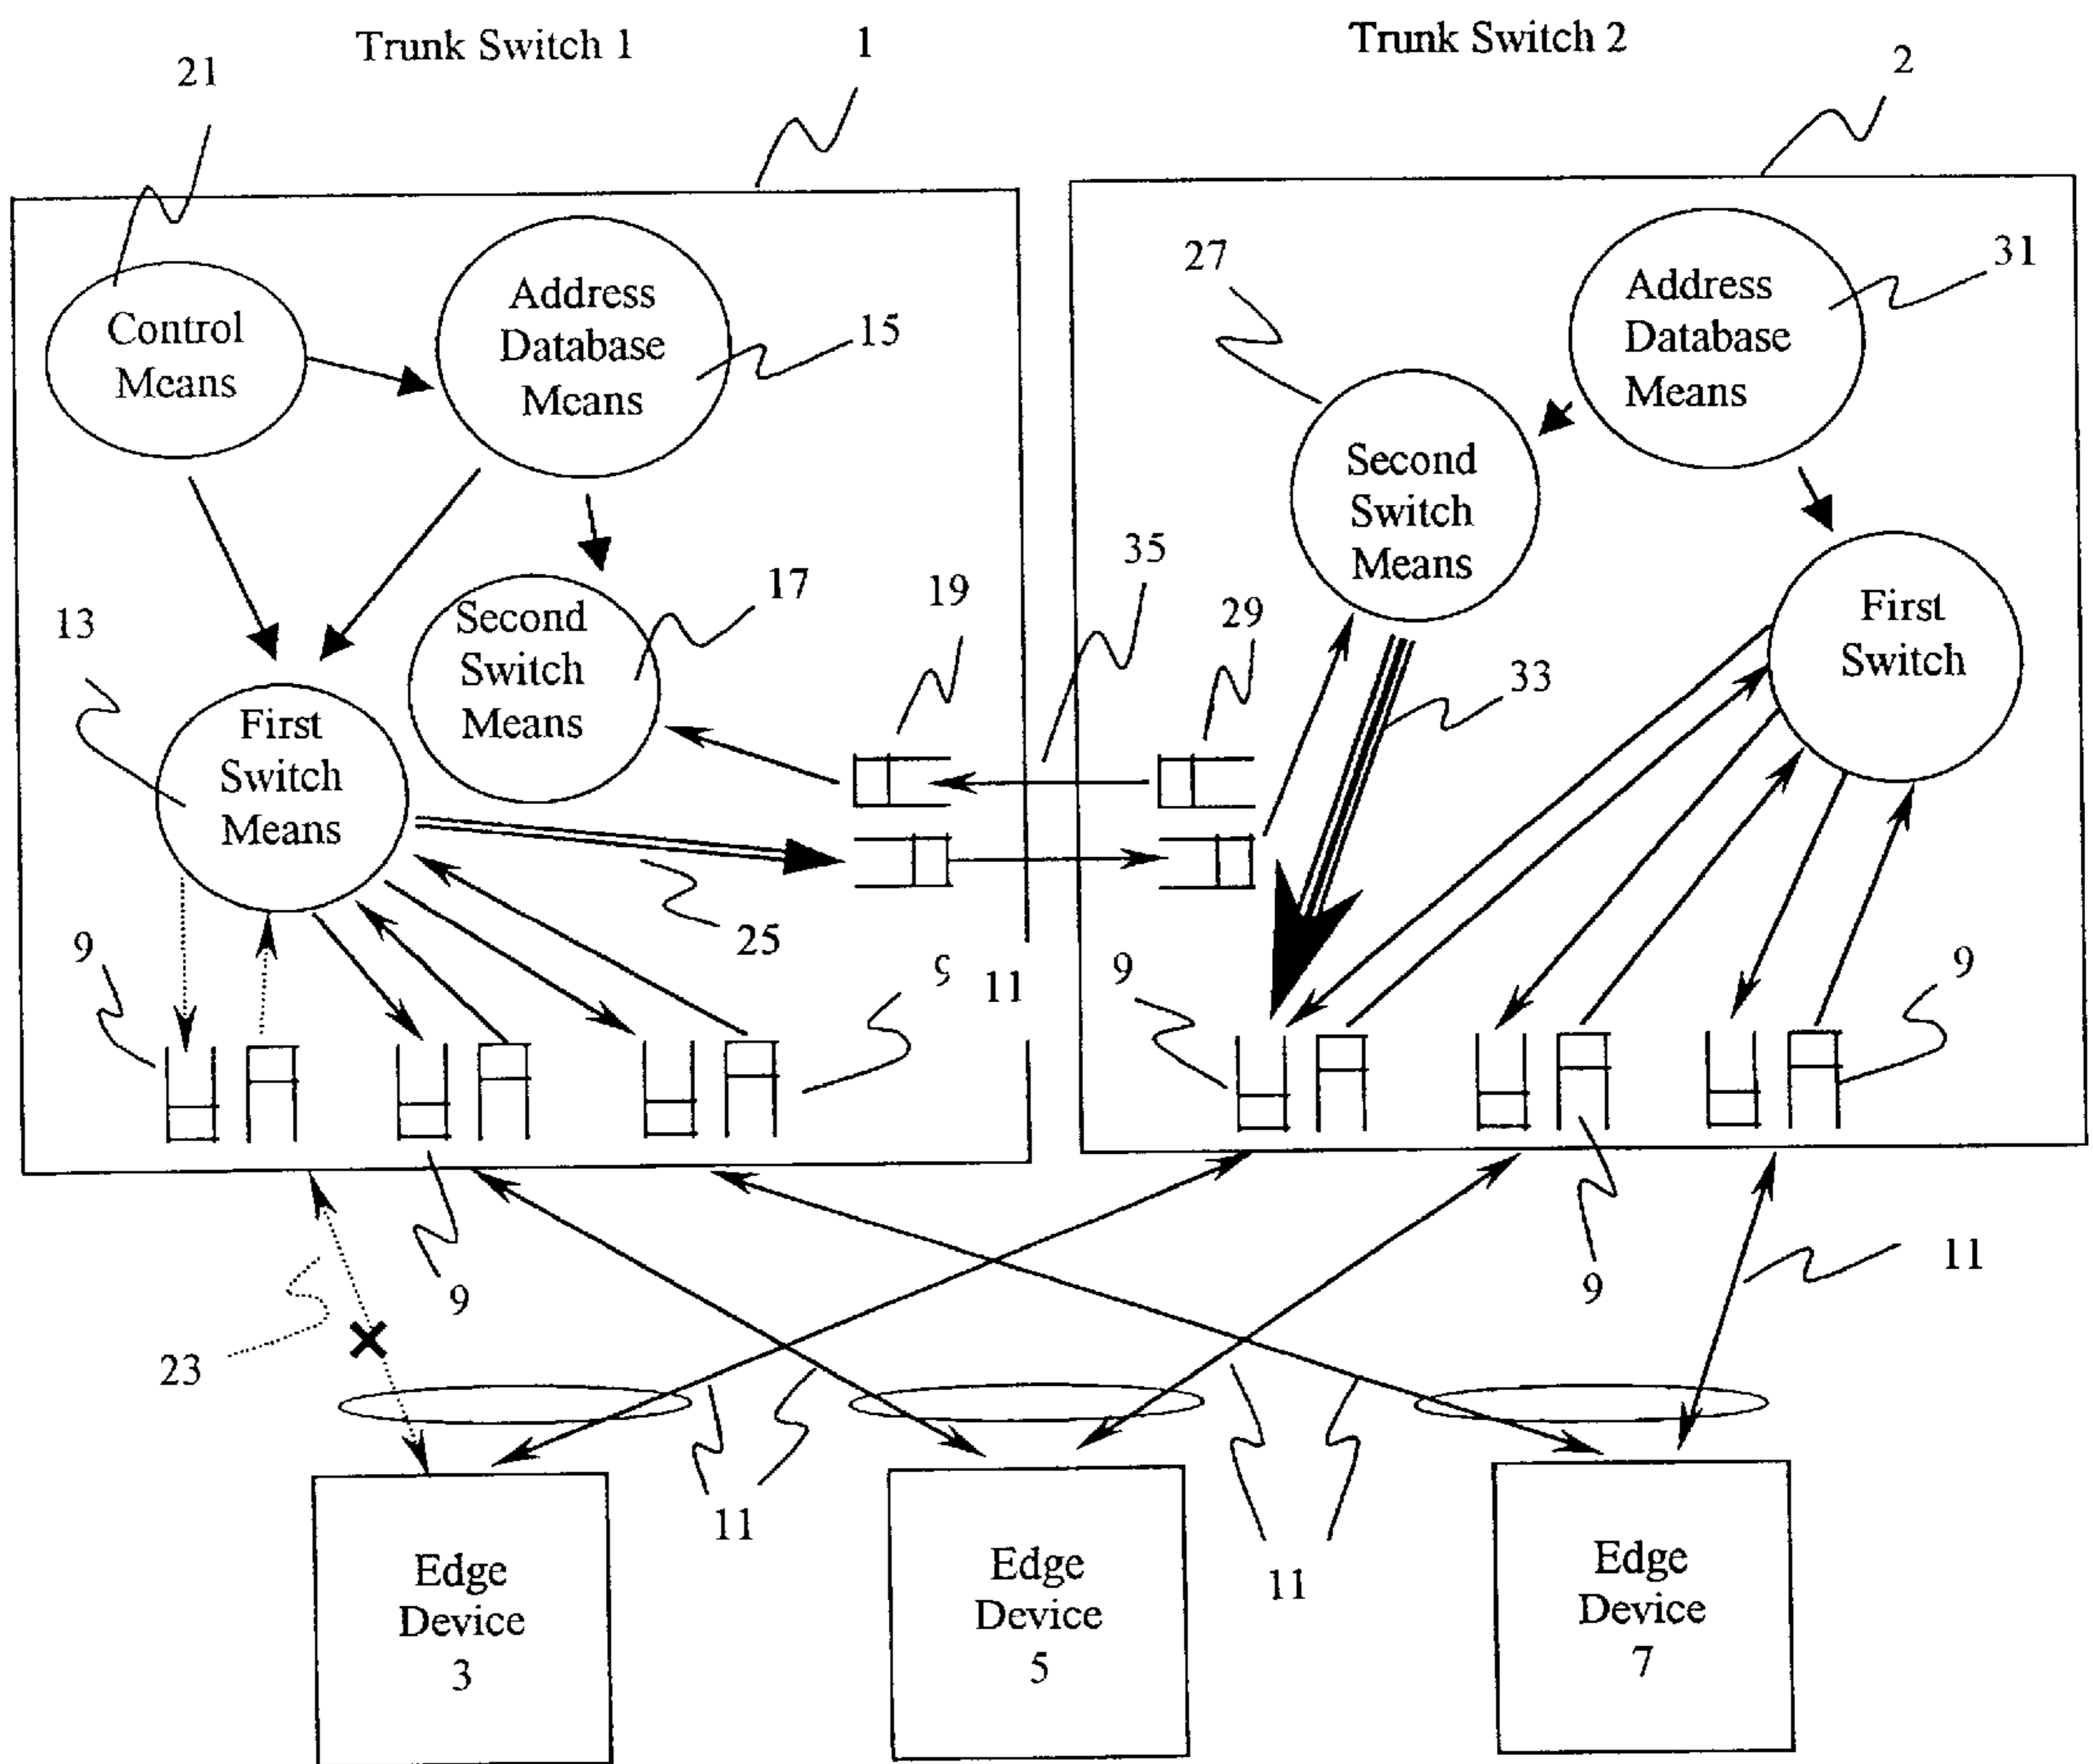 Trunk Switch 1
1
Trunk Switch 2
2
21
Control
Means
Address
Database
Means
15
27
Address
Database
Means
31
Second
Switch
Means
17
19
35
29
Second
Switch
Means
33
First
Switch
13
First
Switch
Means
25
9
9
11
9
9
9
9
23
11
11
11
Edge
Device
3
Edge
Device
5
Edge
Device
7